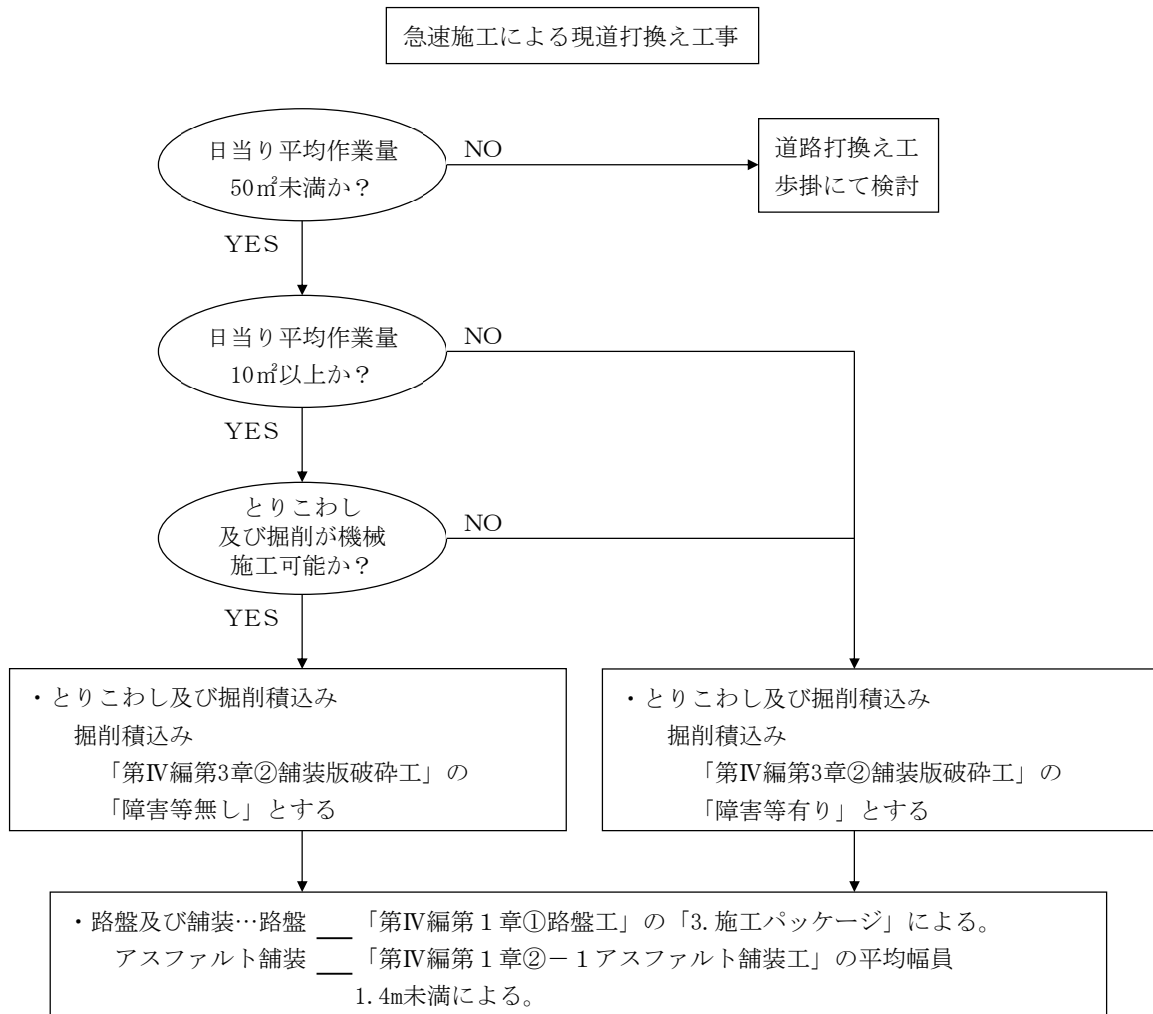 急速施工による現道打換え工事
日当り平均作業量
50㎡未満か？
NO
道路打換え工
歩掛にて検討
YES
日当り平均作業量
10㎡以上か？
NO
YES
とりこわし
及び掘削が機械
施工可能か？
NO
YES
・とりこわし及び掘削積込み
掘削積込み
「第Ⅳ編第3章②舗装版破砕工」の
「障害等無し」とする
・とりこわし及び掘削積込み
掘削積込み
「第Ⅳ編第3章②舗装版破砕工」の
「障害等有り」とする
・路盤及び舗装…路盤 「第Ⅳ編第１章①路盤工」の「3.施工パッケージ」による。
アスファルト舗装 「第Ⅳ編第１章②－１アスファルト舗装工」の平均幅員
1.4m未満による。